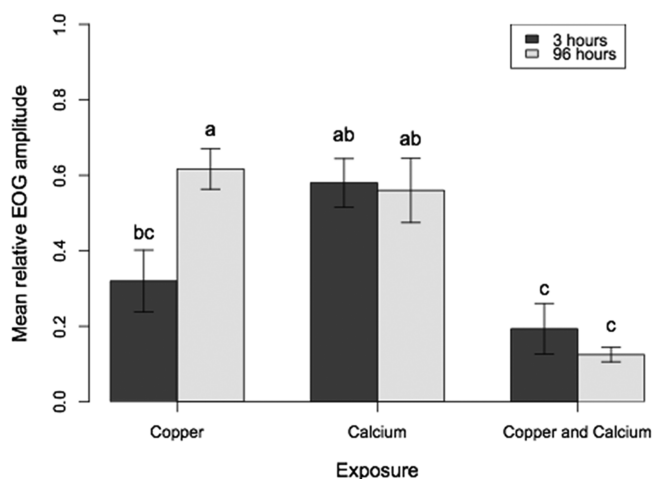 1.0
3 hours
96 hours
0.8
a
ab
ab
0.6
bc
0.4
c
c
0.2
0.0
Mean relative EOG amplitude
Copper
Calcium
Copper and Calcium
Exposure